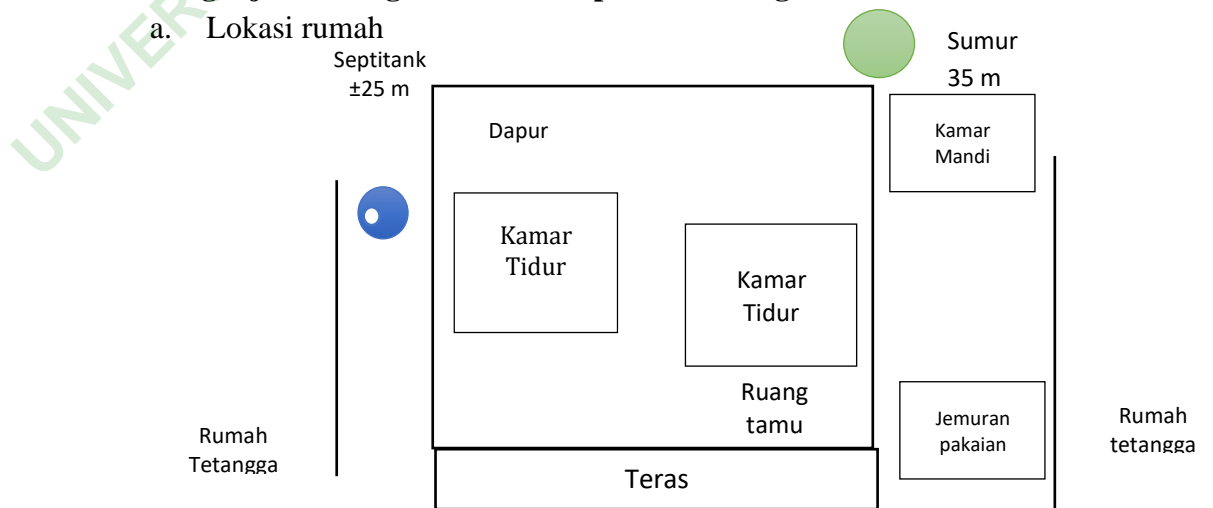 a. Lokasi rumah
Septitank
±25 m
Sumur
35 m
Dapur
Kamar
Mandi
Kamar
Tidur
Kamar
Tidur
Ruang
tamu
Jemuran
pakaian
Rumah
Tetangga
Rumah
tetangga
Teras